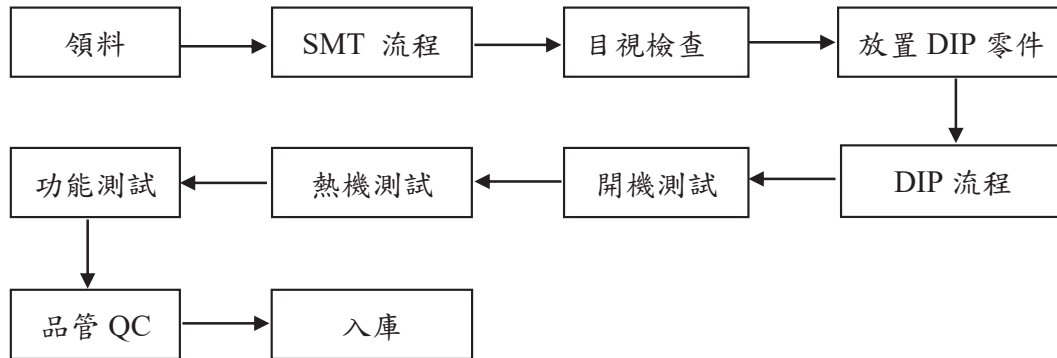 領料
SMT 流程
目視檢查
放置 DIP 零件
DIP 流程
開機測試
熱機測試
功能測試
品管 QC
入庫